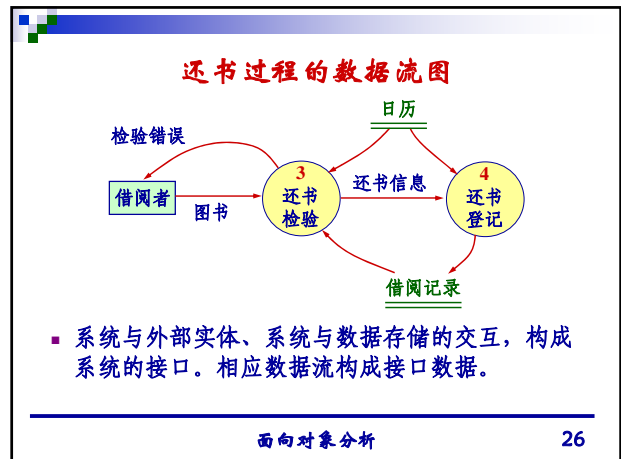 还书过程的数据流图
日历
检验错误
借阅者
图书
3
还书
检验
还书信息
4
还书
登记
借阅记录
系统与外部实体、系统与数据存储的交互，构成
系统的接口。相应数据流构成接口数据。
面向对象分析
26